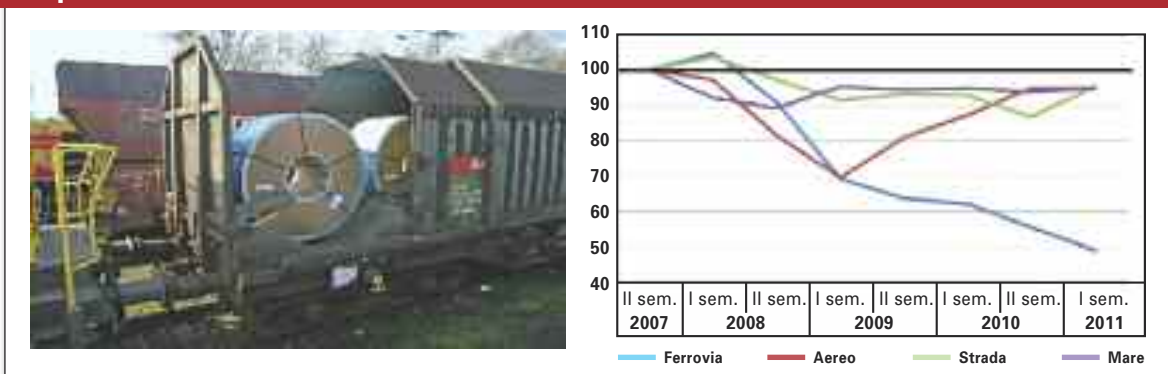 110
100
90
80
70
60
50
40
II sem. I sem. II sem. I sem. II sem. I sem. II sem. I sem.
2007 2008 2009 2010 2011
Ferrovia Aereo Strada Mare